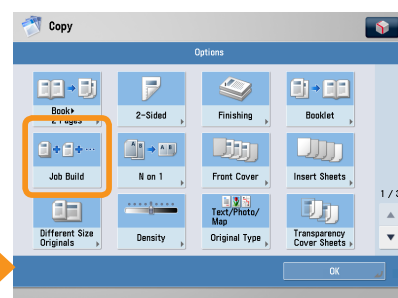 Copy
Options
Book▸
2 Pages
2-Sided
Finishing
Booklet
Job Build
N on 1
Front Cover
Insert Sheets
1/3
Different Size
Originals
Density
Text/Photo/
Map
Original Type
Transparency
Cover Sheets
OK